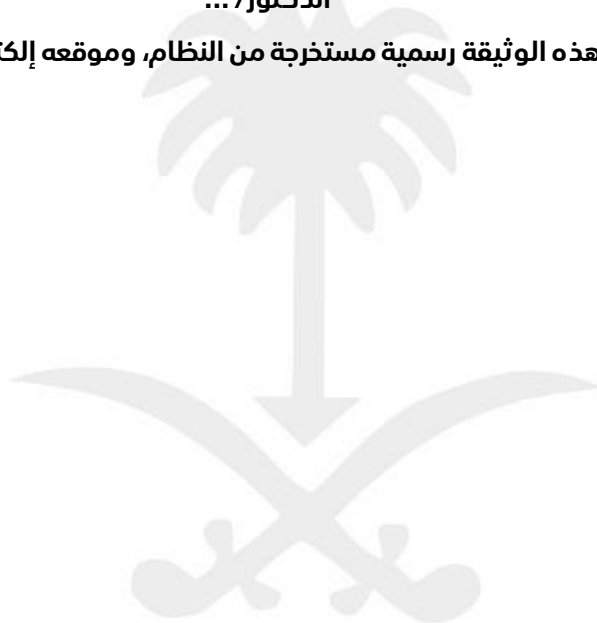 الدكتور/ ...
هذه الوثيقة رسمية مستخرجة من النظام، وموقعه